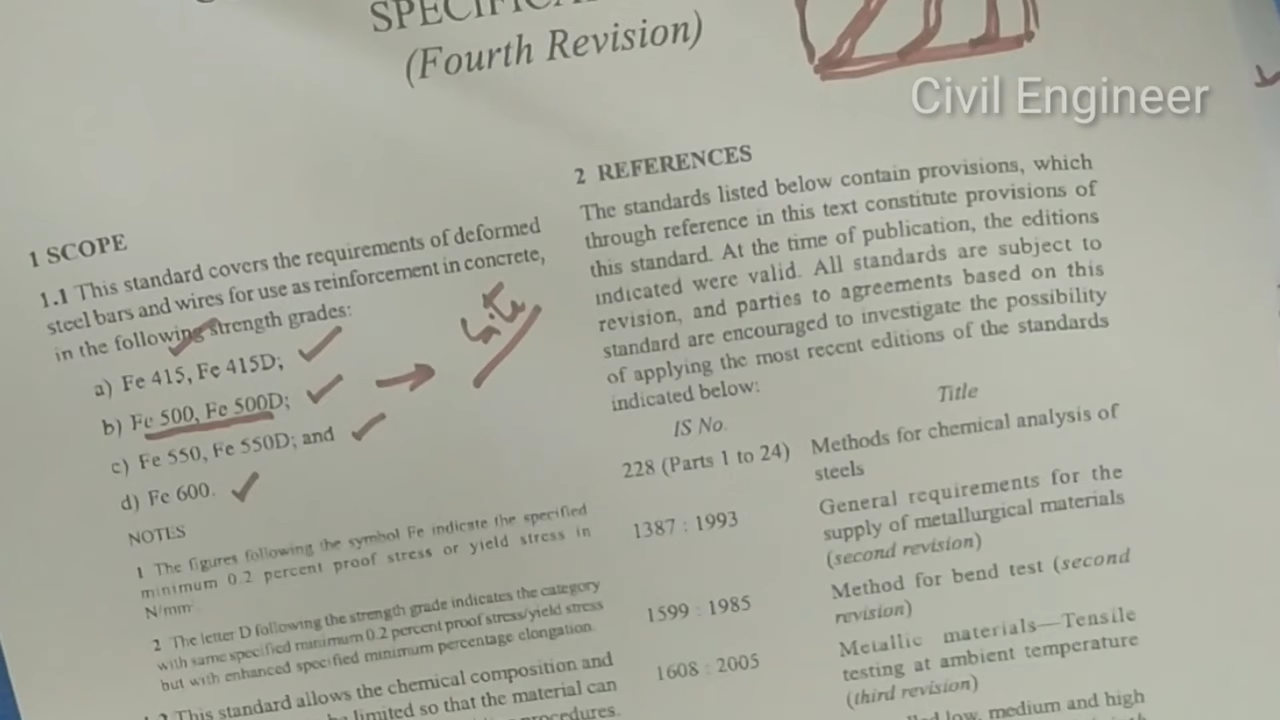 (Fourth Revision)
Civil Engineer
1 SCOPE
1.1 This standard covers the requirements of deformed
steel bars and wires for use as reinforcement in concrete,
in the following strength grades:
a) Fe 415, Fe 415D;
b) Fe 500, Fe 500D;
c) Fe 550, Fe 550D; and
d) Fe 600.
Site
NOTES
1 The figures following the symbol Fe indicate the specified
minimum 0.2 percent proof stress or yield stress in
N/mm²
2 The letter D following the strength grade indicates the category
with same specified minimum 0.2 percent proof stress/yield stress
but with enhanced specified minimum percentage elongation.
This standard allows the chemical composition and
limited so that the material can
procedures.
2 REFERENCES
The standards listed below contain provisions, which
through reference in this text constitute provisions of
this standard. At the time of publication, the editions
indicated were valid. All standards are subject to
revision, and parties to agreements based on this
standard are encouraged to investigate the possibility
of applying the most recent editions of the standards
indicated below:
IS No. Title
228 (Parts 1 to 24) Methods for chemical analysis of
steels
1387 : 1993 General requirements for the
supply of metallurgical materials
(second revision)
1599 : 1985 Method for bend test (second
revision)
1608 : 2005 Metallic materials—Tensile
testing at ambient temperature
(third revision)
low, medium and high